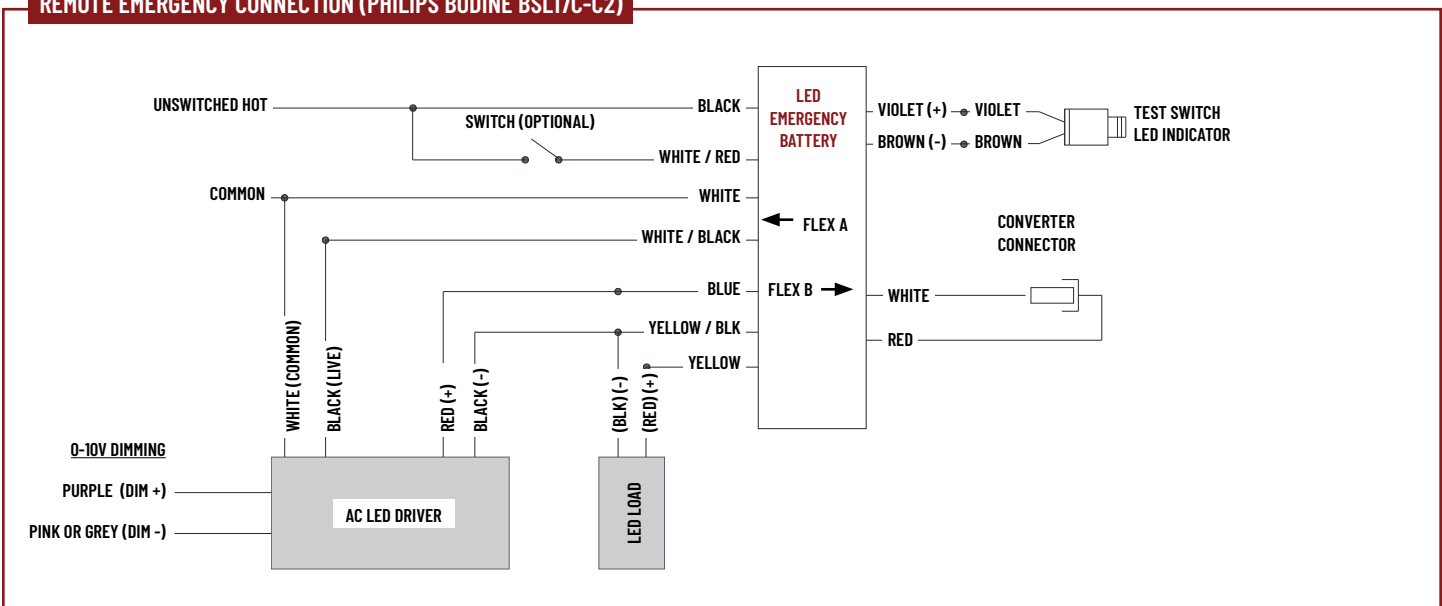 REMOTE EMERGENCY CONNECTION (PHILIPS BODINE BSL17C-C2)
UNSWITCHED HOT
BLACK
SWITCH (OPTIONAL)
WHITE / RED
COMMON
WHITE
WHITE / BLACK
BLUE
YELLOW / BLK
YELLOW
LED
EMERGENCY
BATTERY
FLEX A
FLEX B
VIOLET (+)
VIOLET
BROWN (-)
BROWN
TEST SWITCH
LED INDICATOR
CONVERTER
CONNECTOR
WHITE
RED
WHITE (COMMON)
BLACK (LIVE)
RED (+)
BLACK (-)
(BLK) (-)
(RED) (+)
0-10V DIMMING
PURPLE (DIM +)
PINK OR GREY (DIM -)
AC LED DRIVER
LED LOAD